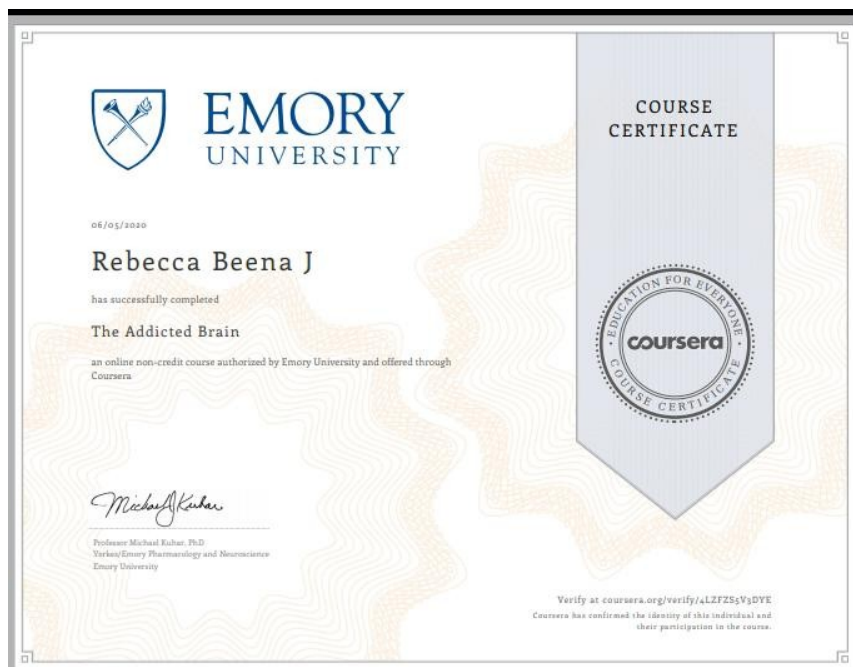 EMORY
UNIVERSITY
COURSE
CERTIFICATE
06/05/2020
Rebecca Beena J
has successfully completed
The Addicted Brain
an online non-credit course authorized by Emory University and offered through
Coursera
EDUCATION FOR EVERYONE
coursera
COURSE CERTIFICATE
Michael J Kuhar
Professor Michael Kuhar, PhD
Yerkes/Emory Pharmacology and Neuroscience
Emory University
Verify at coursera.org/verify/4LZFZS5V3DYE
Coursera has confirmed the identity of this individual and
their participation in the course.